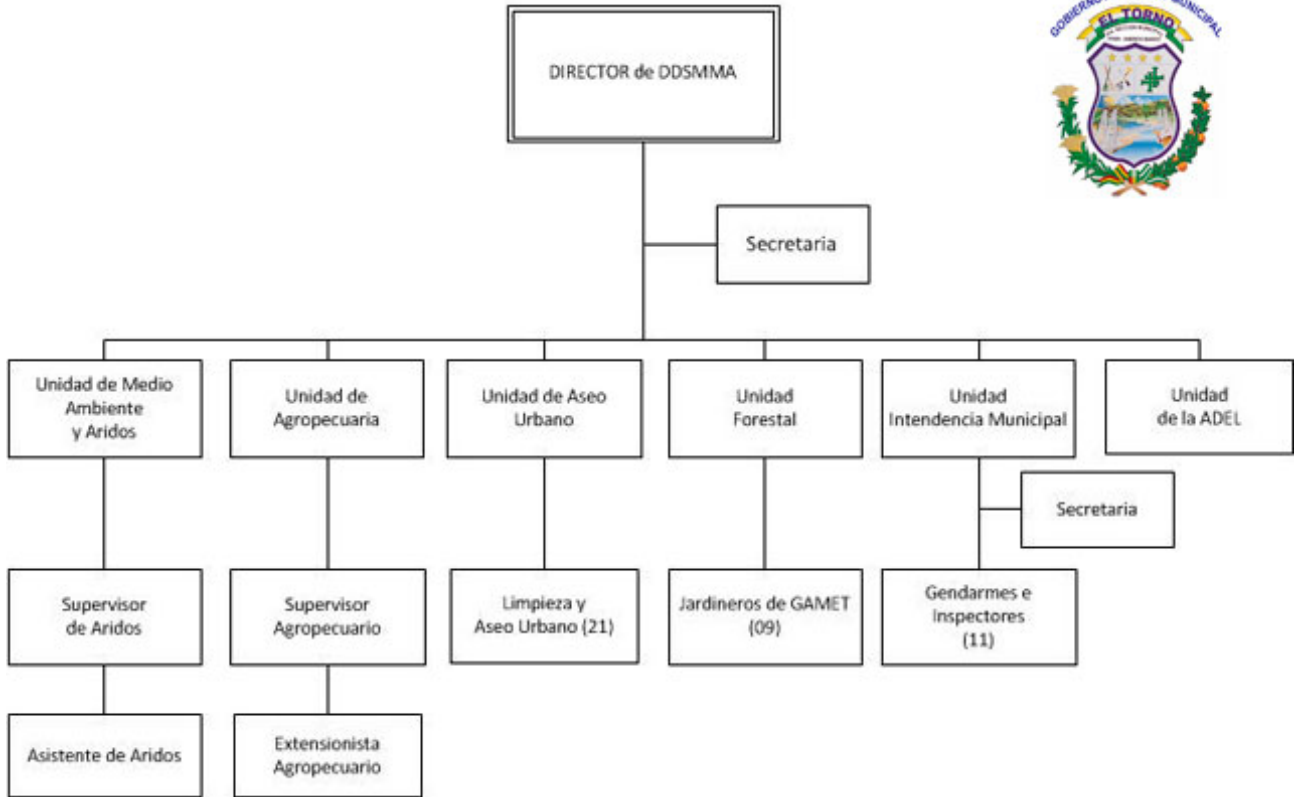 MUNICIPAL
EL TORNO
DIRECTOR de DDSMMA
Secretaria
Unidad de Medio
Ambiente
y Aridos
Unidad de
Agropecuaria
Unidad de Aseo
Urbano
Unidad
Forestal
Unidad
Intendencia Municipal
Unidad
de la ADEL
Secretaria
Supervisor
de Aridos
Supervisor
Agropecuario
Limpieza y
Aseo Urbano (21)
Jardineros de GAMET
(09)
Gendarmes e
Inspectores
(11)
Asistente de Aridos
Extensionista
Agropecuario